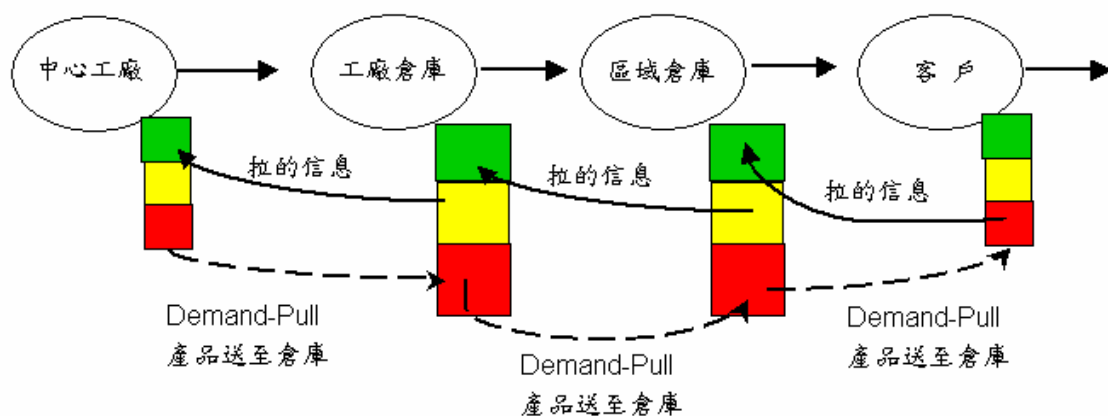 中心工廠
工廠倉庫
區域倉庫
客戶
拉的信息
拉的信息
拉的信息
Demand-Pull
產品送至倉庫
Demand-Pull
產品送至倉庫
Demand-Pull
產品送至倉庫